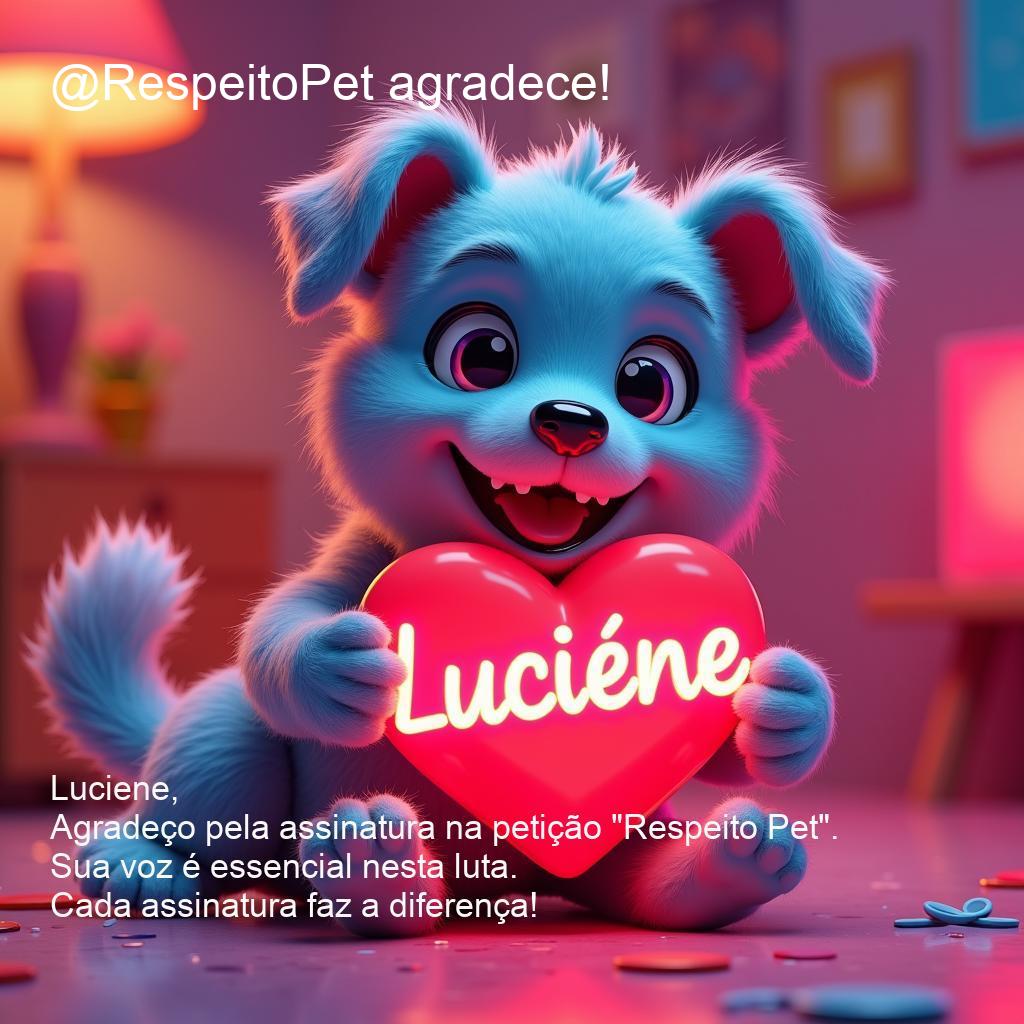 @RespeitoPet agradece!
Luciéne
Luciene,
Agradeço pela assinatura na petição "Respeito Pet".
Sua voz é essencial nesta luta.
Cada assinatura faz a diferença!